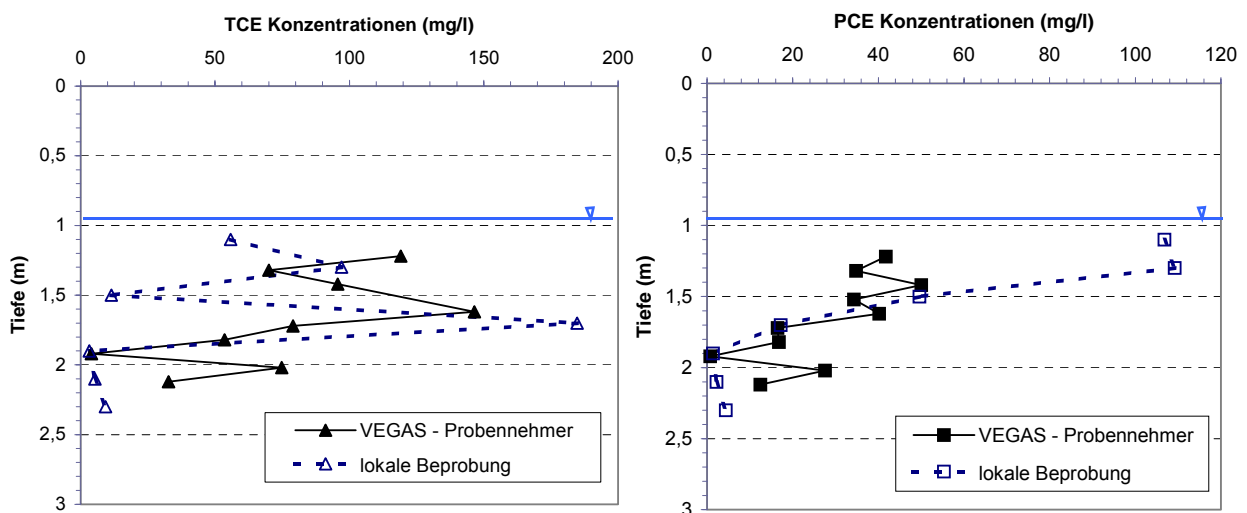 TCE Konzentrationen (mg/l)
0 50 100 150 200
0
0,5
1
1,5
2
2,5
3
Tiefe (m)
VEGAS - Probennehmer
lokale Beprobung
PCE Konzentrationen (mg/l)
0 20 40 60 80 100 120
0
0,5
1
1,5
2
2,5
3
Tiefe (m)
VEGAS - Probennehmer
lokale Beprobung